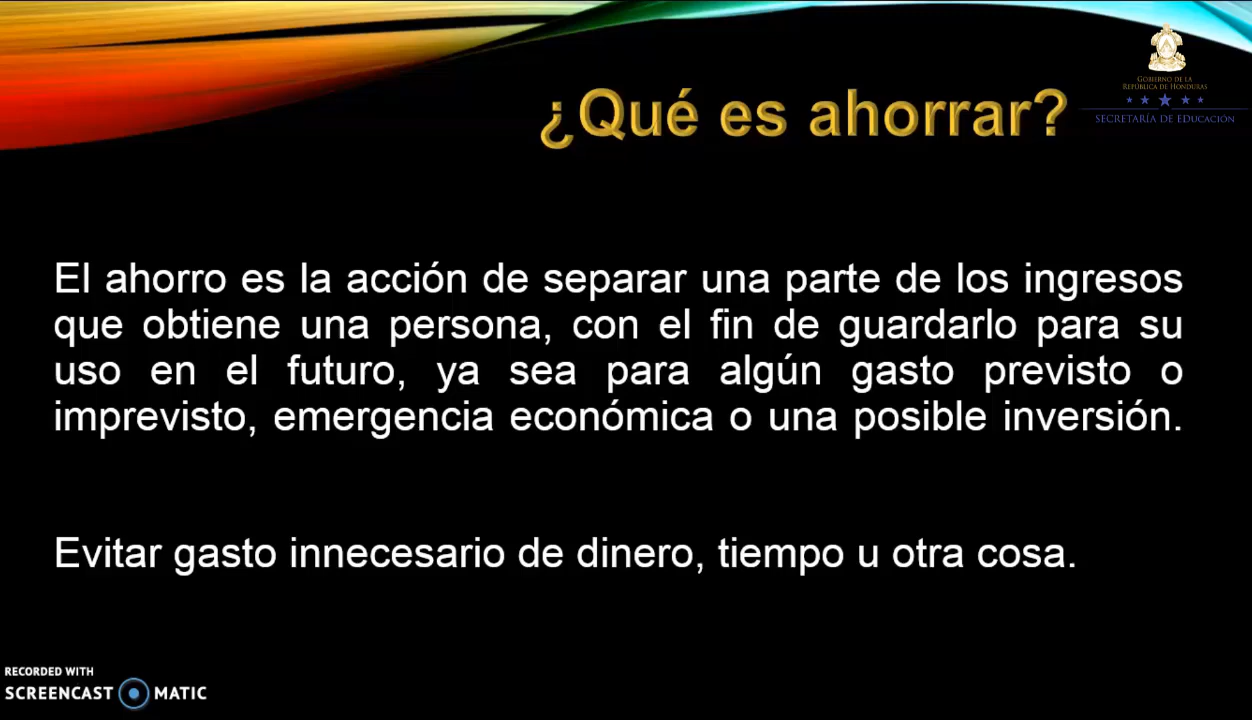 GOBIERNO DE LA
REPÚBLICA DE HONDURAS
SECRETARÍA DE EDUCACIÓN
¿Qué es ahorrar?
El ahorro es la acción de separar una parte de los ingresos
que obtiene una persona, con el fin de guardarlo para su
uso en el futuro, ya sea para algún gasto previsto o
imprevisto, emergencia económica o una posible inversión.
Evitar gasto innecesario de dinero, tiempo u otra cosa.
RECORDED WITH
SCREENCAST MATIC